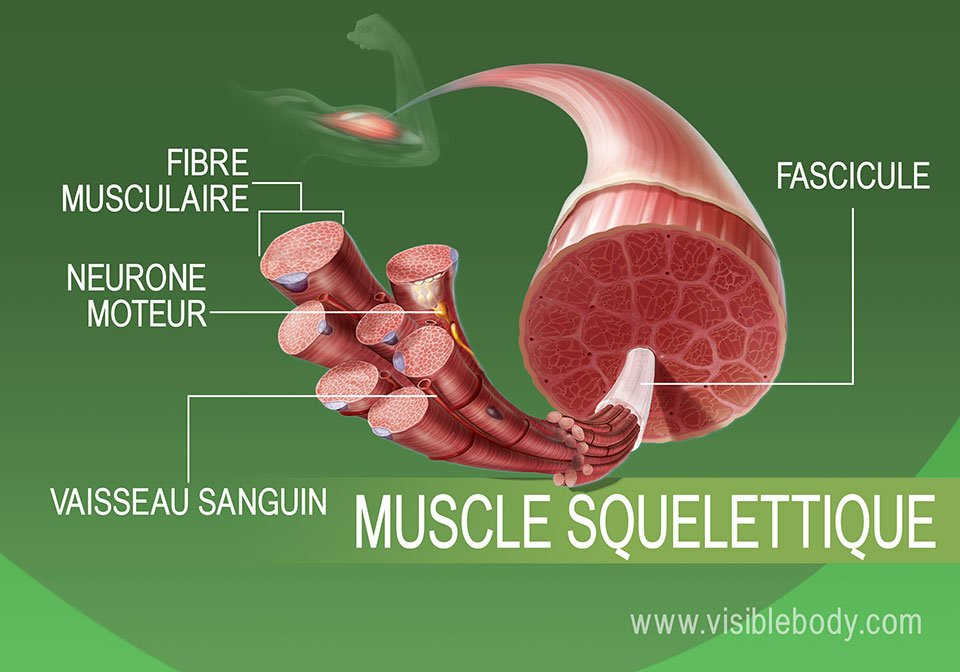 FIBRE
MUSCULAIRE
FASCICULE
NEURONE
MOTEUR
VAISSEAU SANGUIN
MUSCLE SQUELETTIQUE
www.visiblebody.com